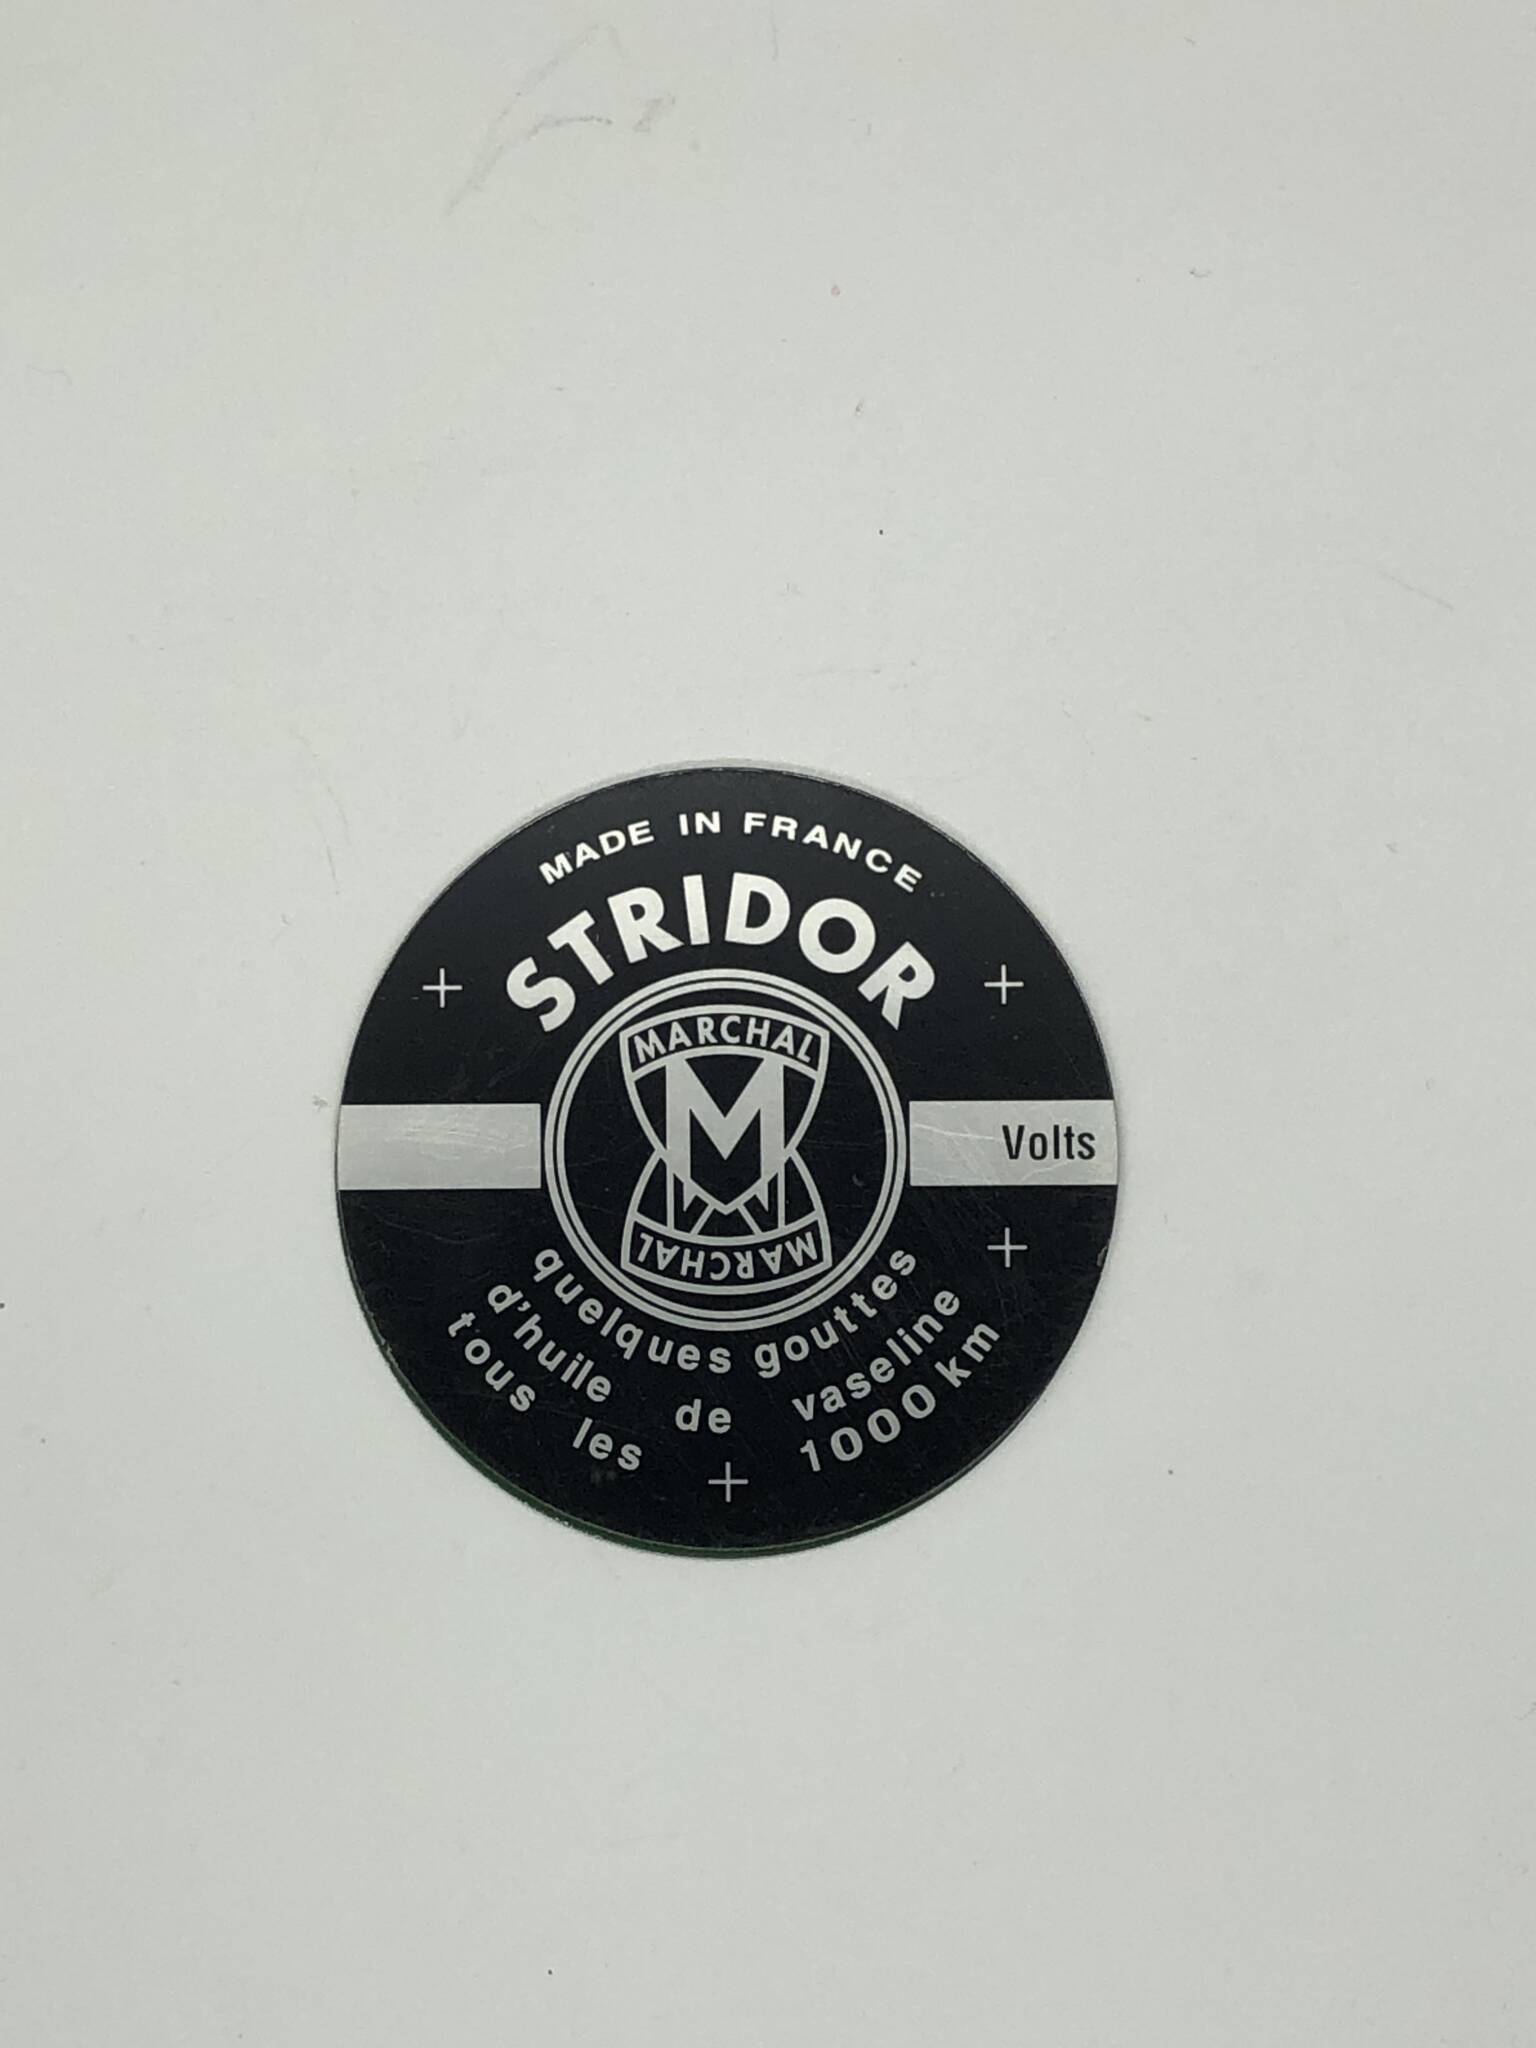 MADE IN FRANCE
STRIDOR
MARCHAL
M
Volts
MARCHAL
quelques gouttes
d'huile de vaseline
tous les 1000 km